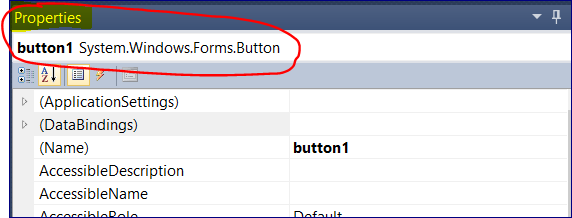 Properties
button1 System.Windows.Forms.Button
(ApplicationSettings)
(DataBindings)
(Name) button1
AccessibleDescription
AccessibleName
AccessibleRole Default